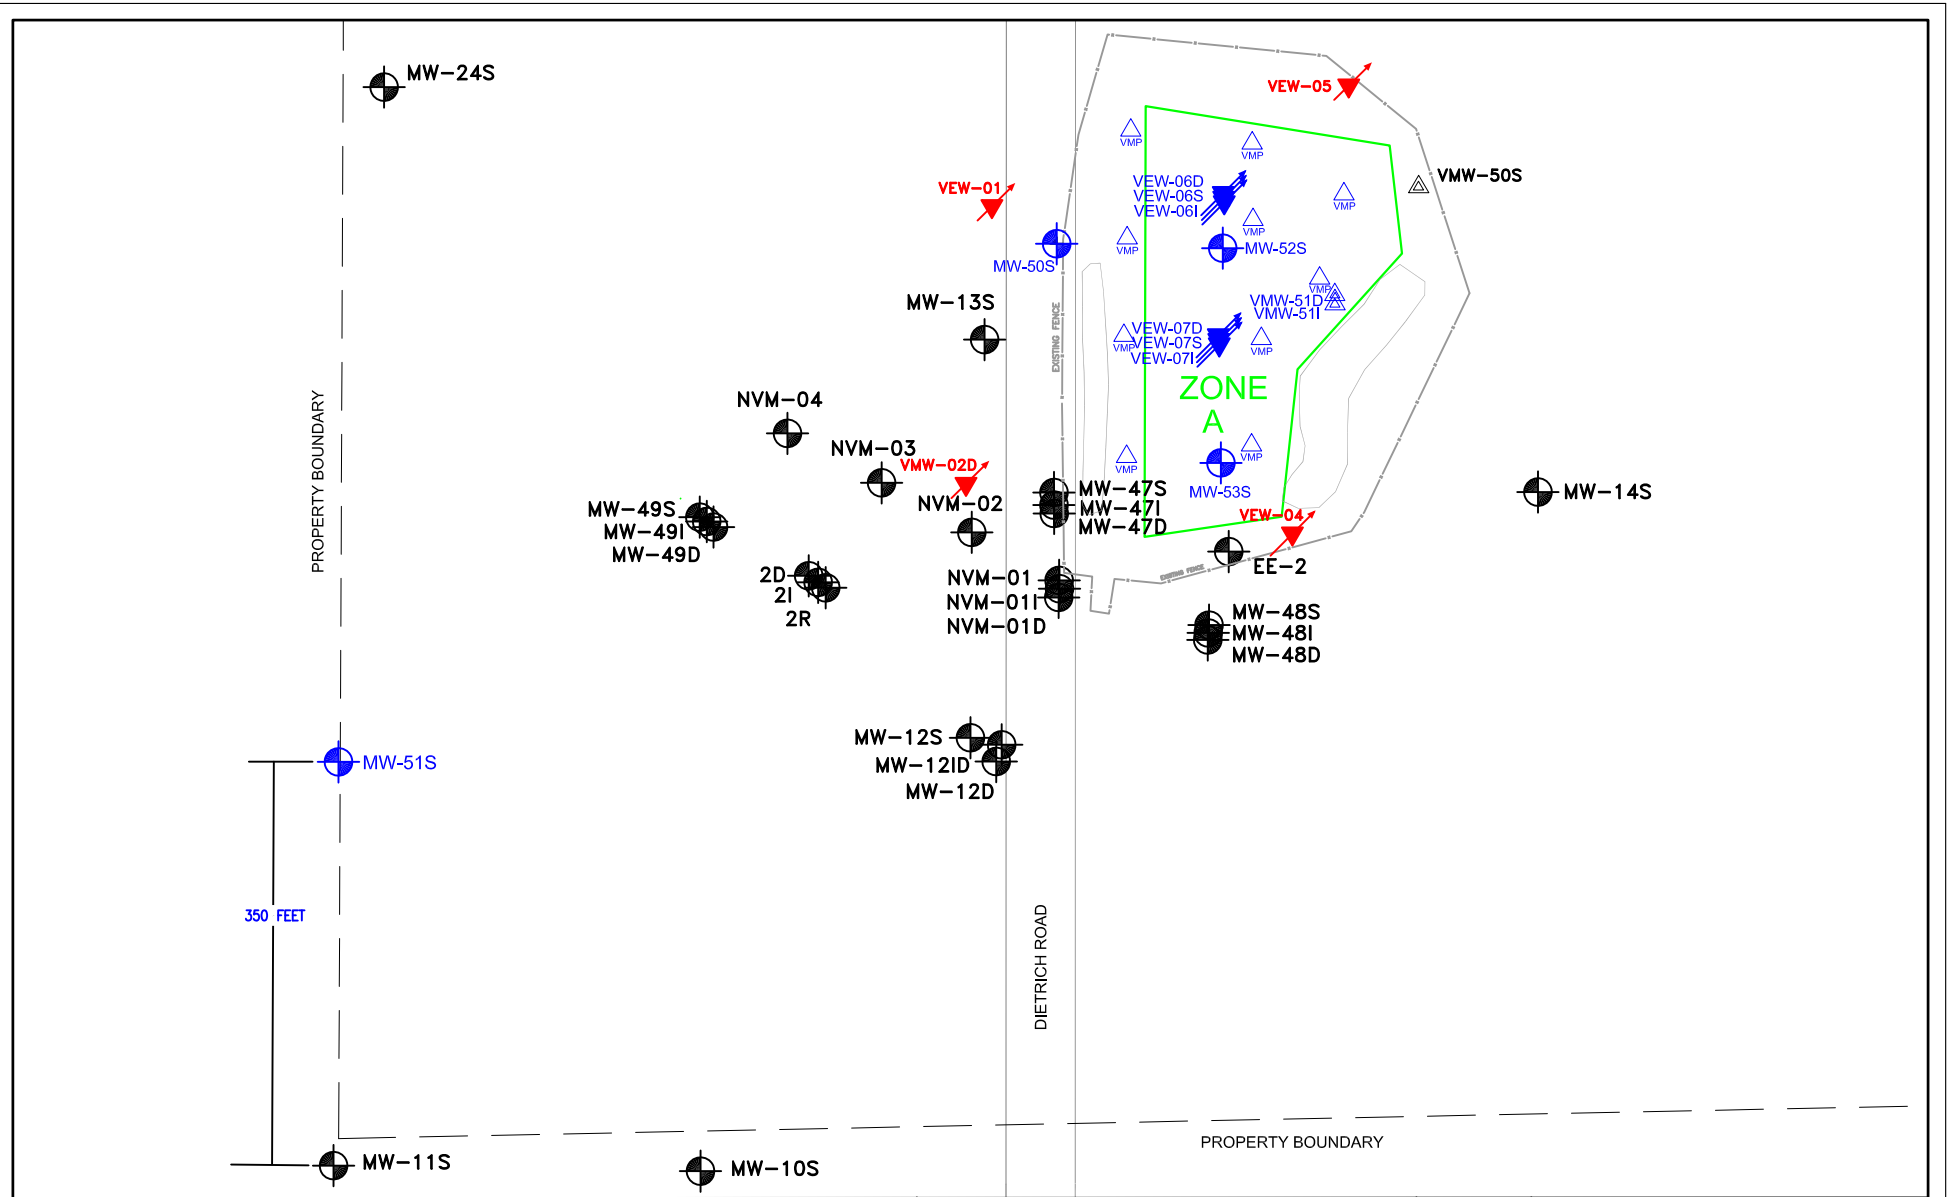 MW-24S
VEW-05
VMP
VMP
VMW-50S
VEW-06D
VEW-01
VEW-06S
VMP
VEW-06I
VMP
VMP
MW-52S
MW-50S
VMP
VMW-51D
MW-13S
VMW-51I
EXISTING FENCE
VEW-07D
VEW-07S
VMP
VMP
VEW-07I
ZONE
A
PROPERTY BOUNDARY
NVM-04
NVM-03
VMP
VMP
VMW-02D
MW-53S
MW-47S
MW-14S
NVM-02
MW-49S
MW-47I
VEW-04
MW-49I
MW-47D
MW-49D
EE-2
EXISTING FENCE
2D
NVM-01
2I
NVM-01I
2R
NVM-01D
MW-48S
MW-48I
MW-48D
MW-12S
MW-51S
MW-12ID
MW-12D
350 FEET
DIETRICH ROAD
PROPERTY BOUNDARY
MW-11S
MW-10S